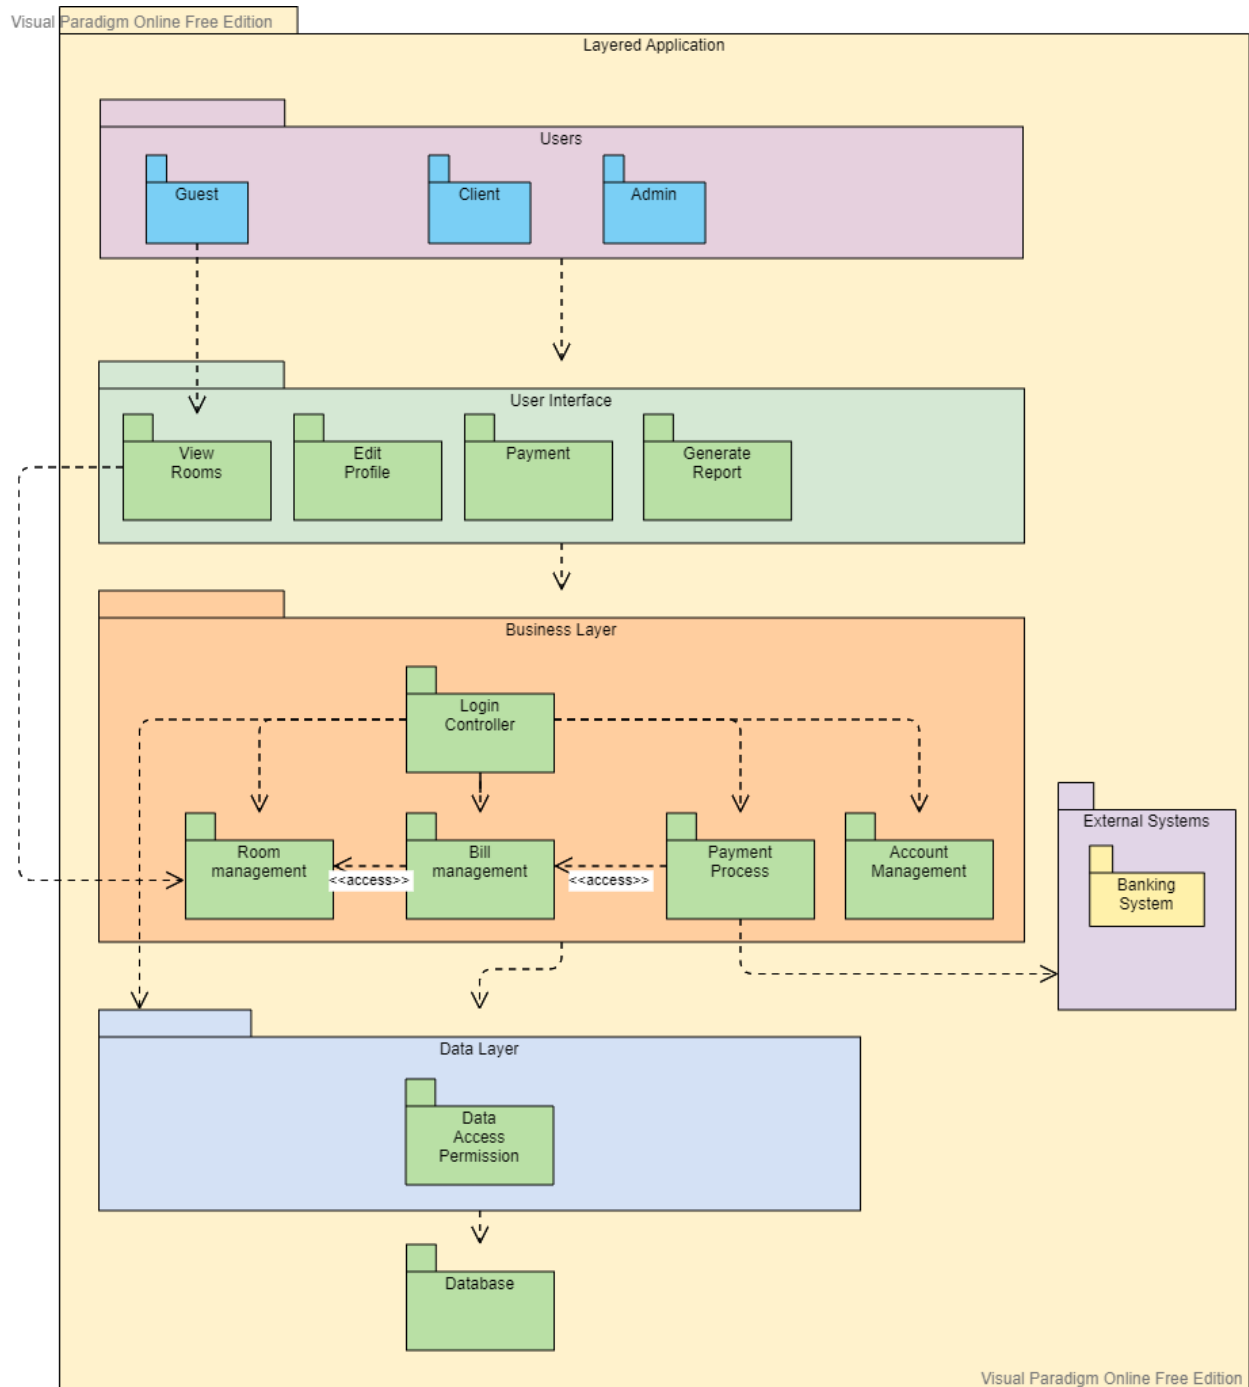 Visual Paradigm Online Free Edition
Layered Application
Users
Guest
Client
Admin
User Interface
View
Rooms
Edit
Profile
Payment
Generate
Report
Business Layer
Login
Controller
Room
management
<<access>>
Bill
management
<<access>>
Payment
Process
Account
Management
External Systems
Banking
System
Data Layer
Data
Access
Permission
Database
Visual Paradigm Online Free Edition